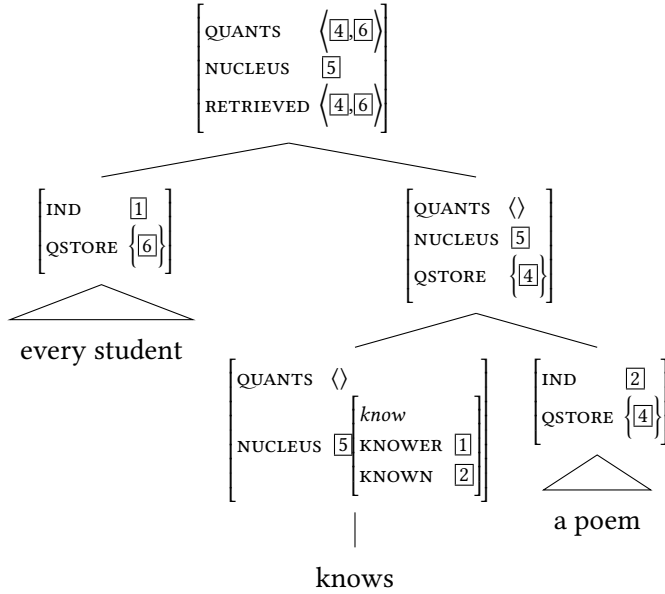 QUANTS ⟨4,6⟩
NUCLEUS 5
RETRIEVED ⟨4,6⟩
IND 1
QSTORE {6}
every student
QUANTS ⟨⟩
NUCLEUS 5
QSTORE {4}
QUANTS ⟨⟩
NUCLEUS 5
know
KNOWER 1
KNOWN 2
knows
IND 2
QSTORE {4}
a poem